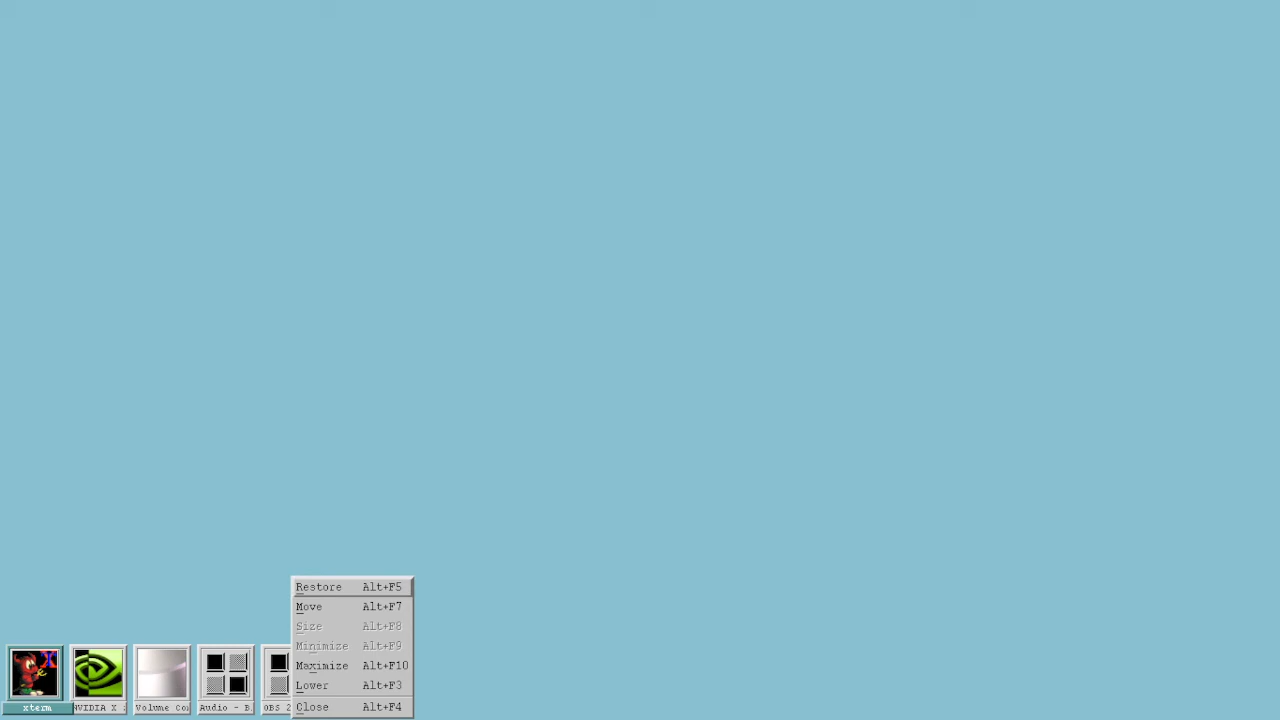 Restore Alt+F5
Move Alt+F7
Size Alt+F8
Minimize Alt+F9
Maximize Alt+F10
Lower Alt+F3
Close Alt+F4
xterm
NVIDIA X
Volume Con
Audio - B
OBS 2